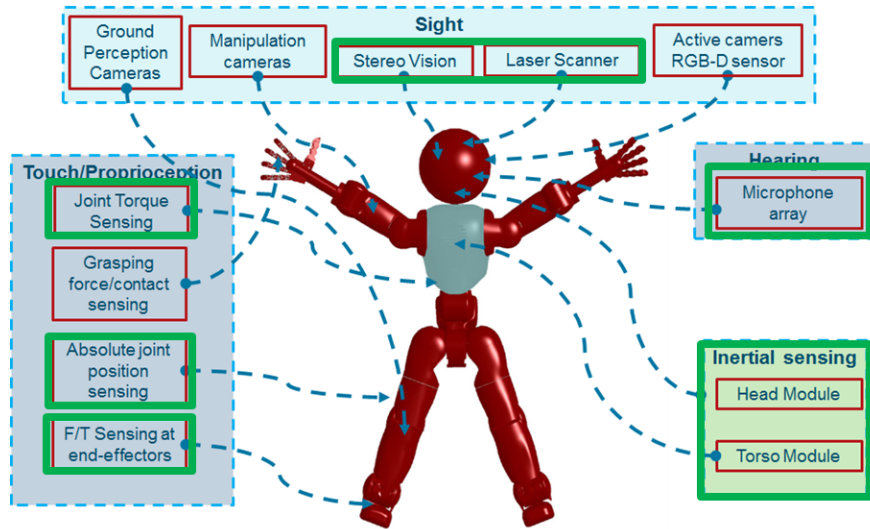 Sight
Ground
Perception
Cameras
Manipulation
cameras
Stereo Vision
Laser Scanner
Active camers
RGB-D sensor
Touch/Proprioception
Joint Torque
Sensing
Grasping
force/contact
sensing
Absolute joint
position
sensing
F/T Sensing at
end-effectors
Hearing
Microphone
array
Inertial sensing
Head Module
Torso Module